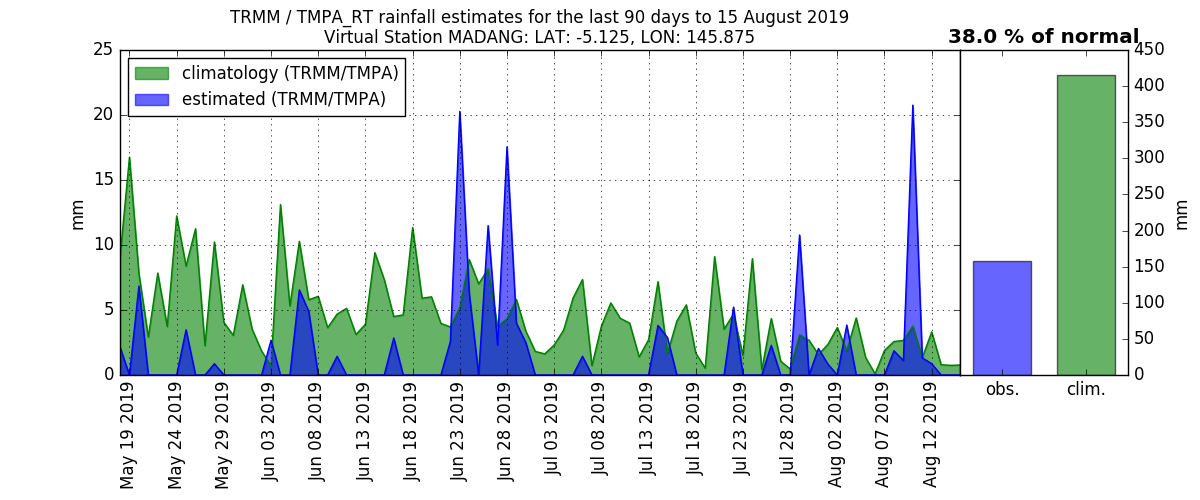 TRMM / TMPA_RT rainfall estimates for the last 90 days to 15 August 2019
Virtual Station MADANG: LAT: -5.125, LON: 145.875
38.0 % of normal
climatology (TRMM/TMPA)
estimated (TRMM/TMPA)
25
20
15
10
5
0
mm
May 19 2019
May 24 2019
May 29 2019
Jun 03 2019
Jun 08 2019
Jun 13 2019
Jun 18 2019
Jun 23 2019
Jun 28 2019
Jul 03 2019
Jul 08 2019
Jul 13 2019
Jul 18 2019
Jul 23 2019
Jul 28 2019
Aug 02 2019
Aug 07 2019
Aug 12 2019
obs.
clim.
450
400
350
300
250
200
150
100
50
0
mm